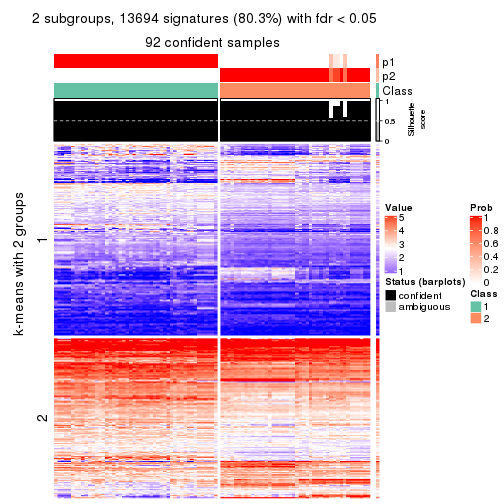 2 subgroups, 13694 signatures (80.3%) with fdr < 0.05
92 confident samples
p1
p2
Class
1
0.5
0
Silhouette
score
k-means with 2 groups
1
2
Value
5
4
3
2
1
Status (barplots)
confident
ambiguous
Prob
1
0.8
0.6
0.4
0.2
0
Class
1
2